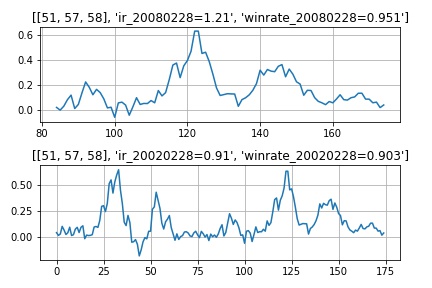 [[51, 57, 58], 'ir_20080228=1.21', 'winrate_20080228=0.951']
0.6
0.4
0.2
0.0
80 100 120 140 160
[[51, 57, 58], 'ir_20020228=0.91', 'winrate_20020228=0.903']
0.50
0.25
0.00
0 25 50 75 100 125 150 175